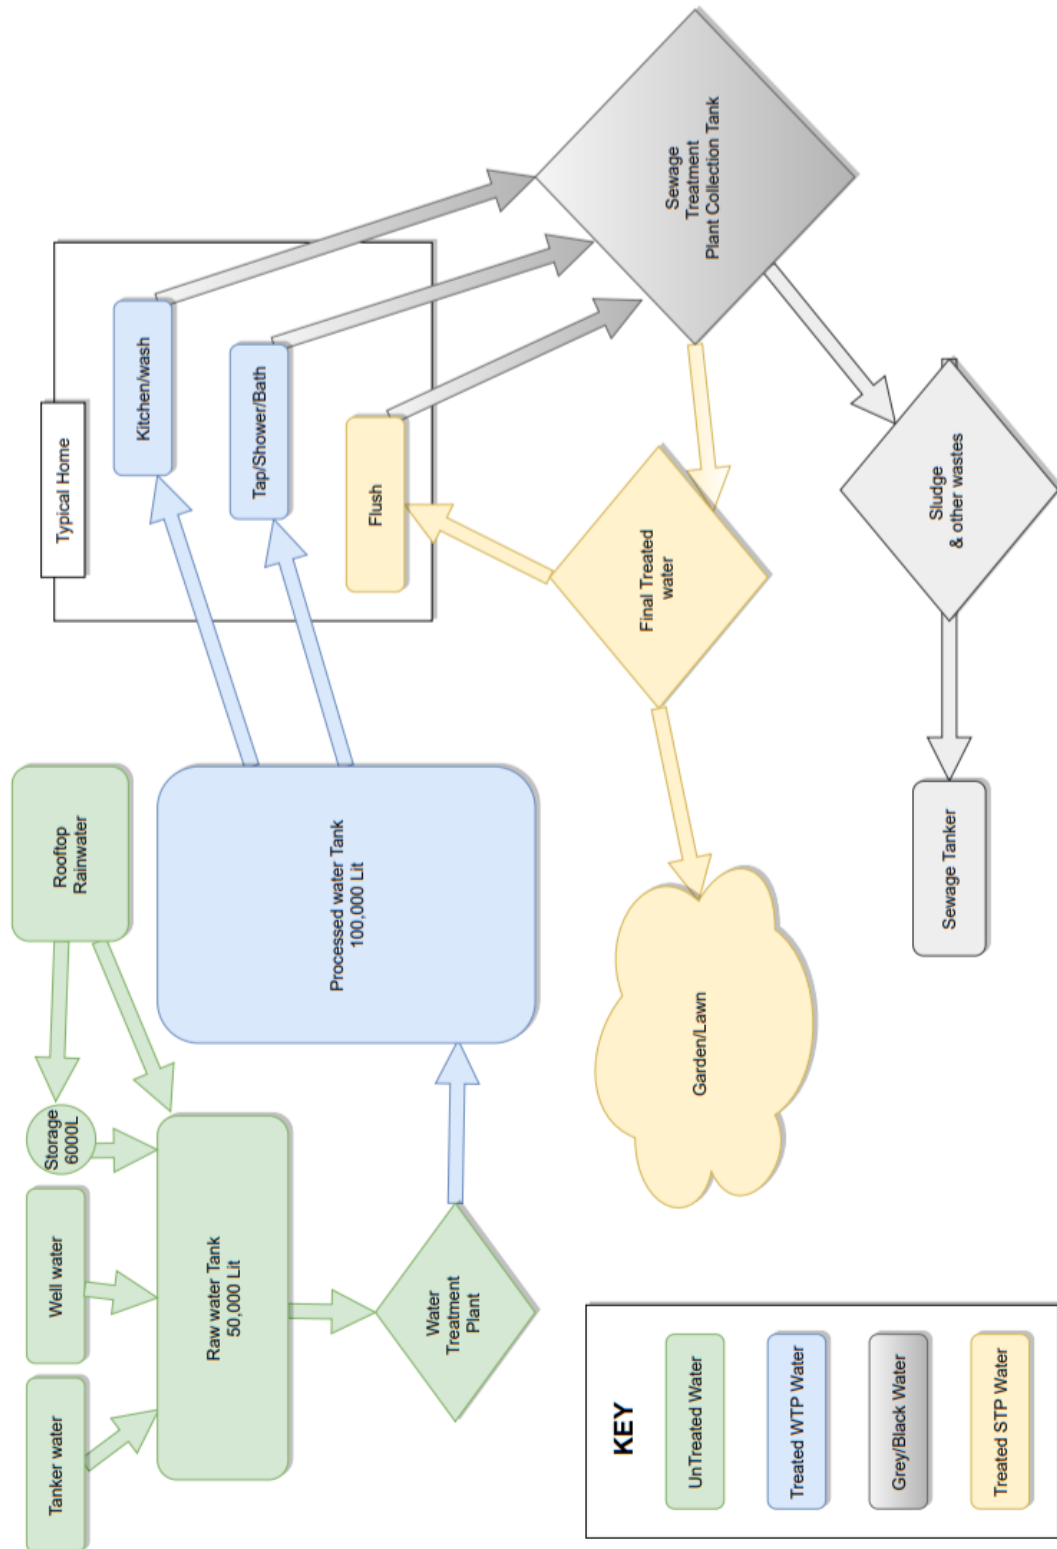 Tanker water
Well water
Storage
6000L
Rooftop
Rainwater
Raw water Tank
50,000 Lit
Water
Treatment
Plant
Processed water Tank
100,000 Lit
Typical Home
Kitchen/wash
Tap/Shower/Bath
Flush
Sewage
Treatment
Plant Collection Tank
Final Treated
water
Garden/Lawn
Sludge
& other wastes
Sewage Tanker
KEY
UnTreated Water
Treated WTP Water
Grey/Black Water
Treated STP Water